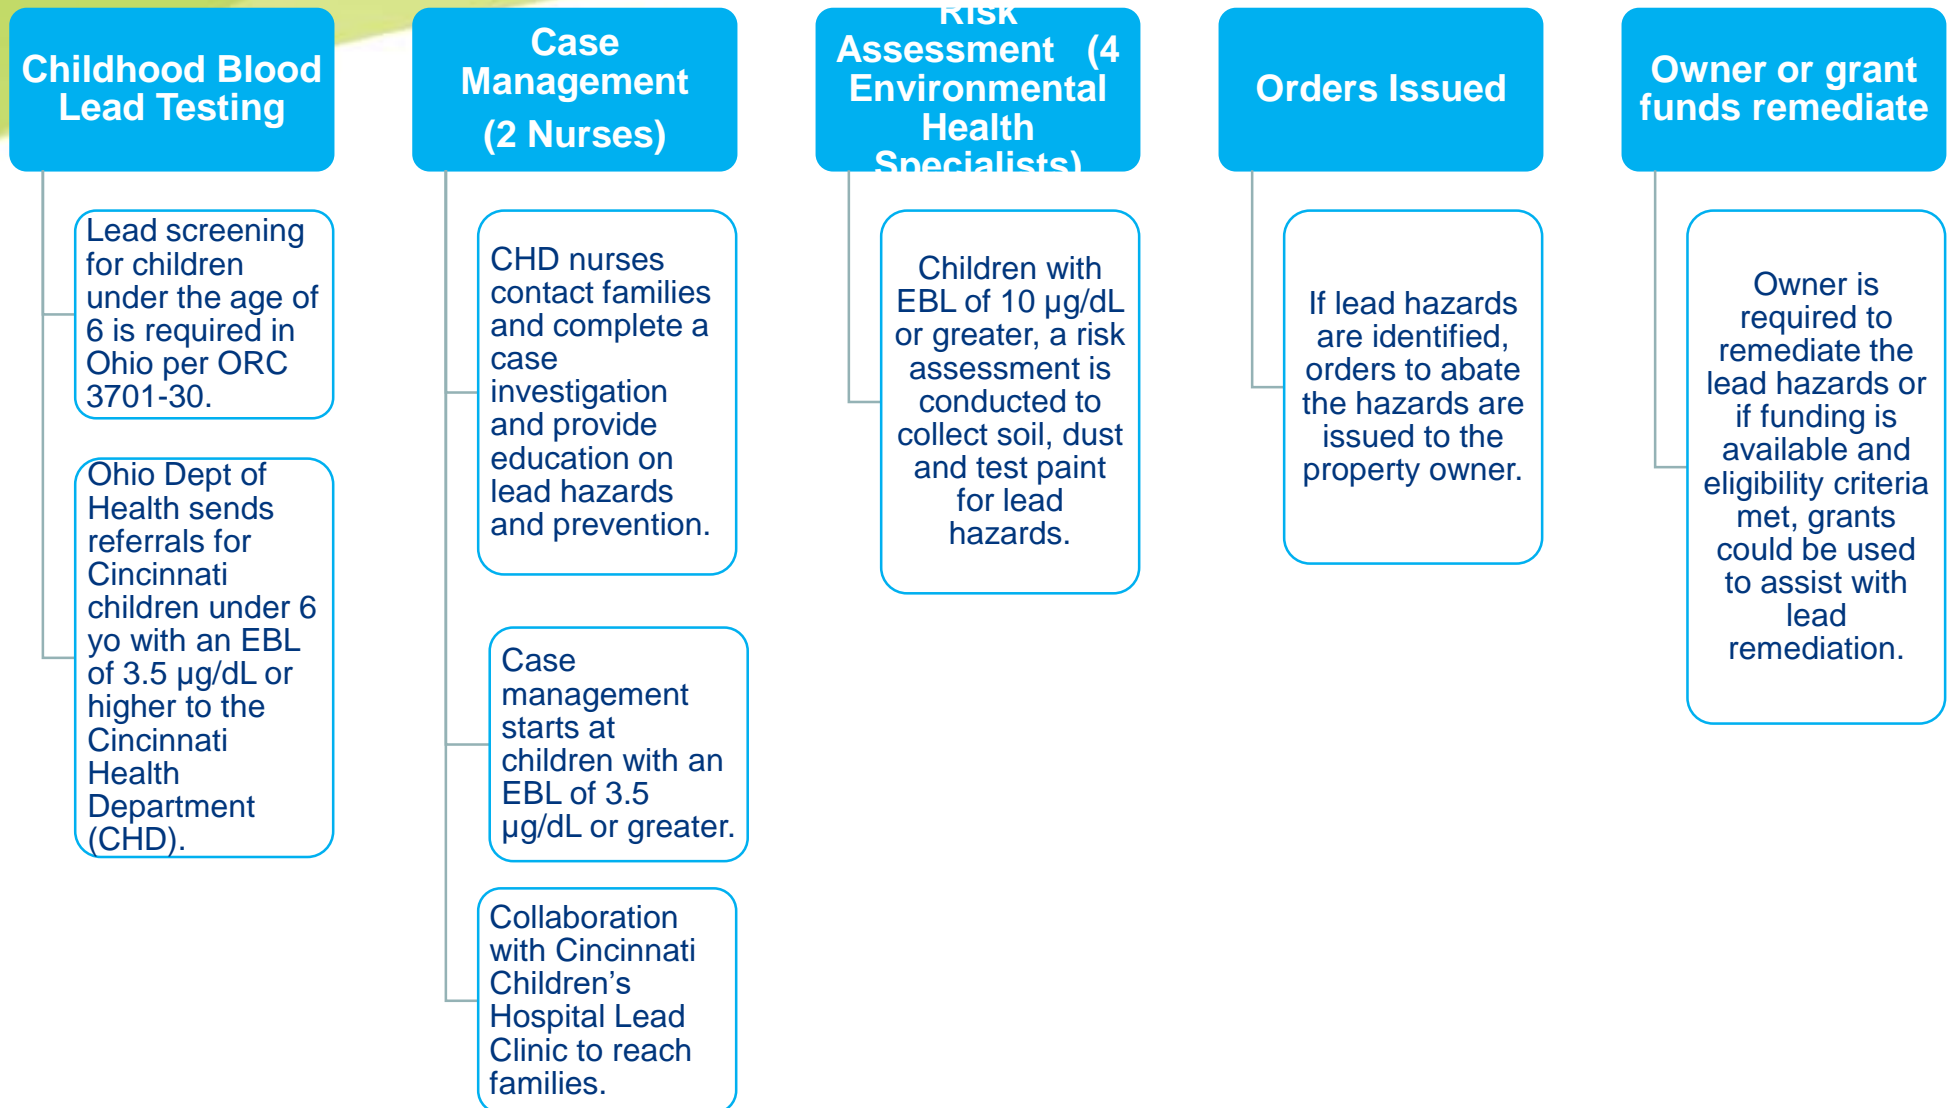 Childhood Blood
Lead Testing
Lead screening
for children
under the age of
6 is required in
Ohio per ORC
3701-30.
Ohio Dept of
Health sends
referrals for
Cincinnati
children under 6
yo with an EBL
of 3.5 µg/dL or
higher to the
Cincinnati
Health
Department
(CHD).
Case
Management
(2 Nurses)
CHD nurses
contact families
and complete a
case
investigation
and provide
education on
lead hazards
and prevention.
Case
management
starts at
children with an
EBL of 3.5
µg/dL or greater.
Collaboration
with Cincinnati
Children’s
Hospital Lead
Clinic to reach
families.
Risk
Assessment (4
Environmental
Health
Specialists)
Children with
EBL of 10 µg/dL
or greater, a risk
assessment is
conducted to
collect soil, dust
and test paint
for lead
hazards.
Orders Issued
If lead hazards
are identified,
orders to abate
the hazards are
issued to the
property owner.
Owner or grant
funds remediate
Owner is
required to
remediate the
lead hazards or
if funding is
available and
eligibility criteria
met, grants
could be used
to assist with
lead
remediation.